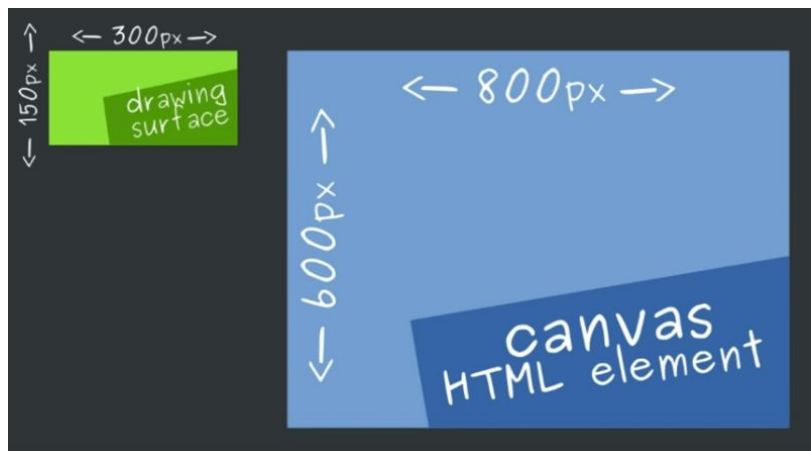 <— 300px —>
<— 150px —>
drawing
surface
<— 800px —>
<— 600px —>
canvas
HTML element